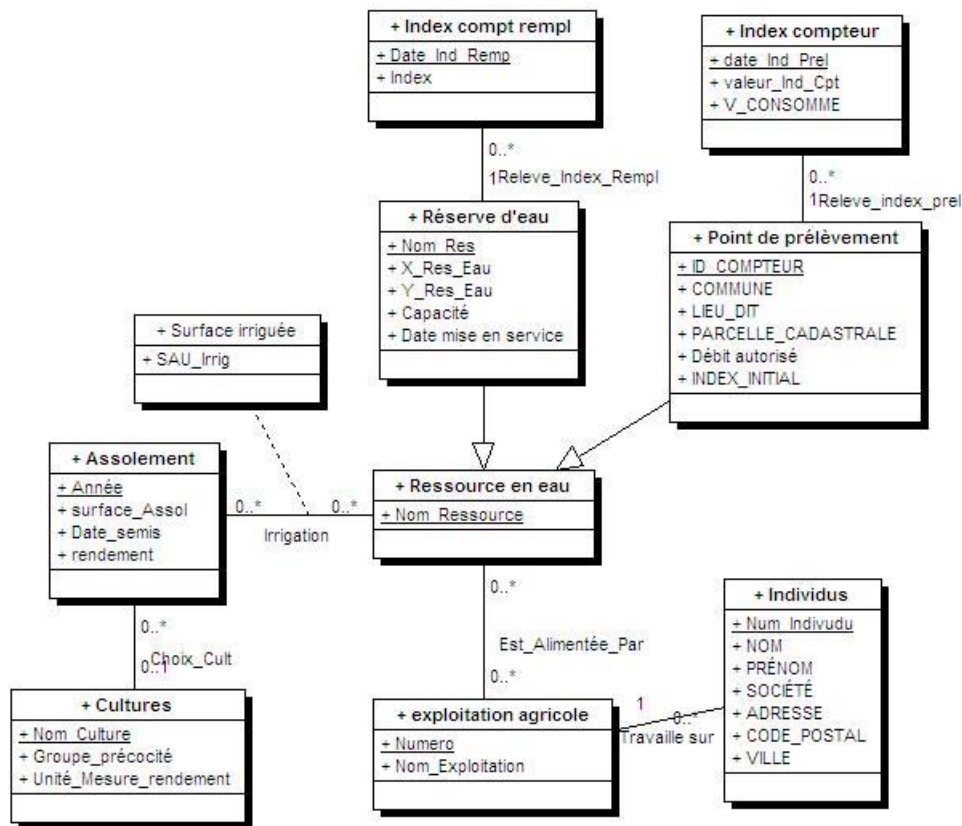 + Index compt rempl
+ Date_Ind_Remp
+ Index
+ Index compteur
+ date_Ind_Prel
+ valeur_Ind_Cpt
+ V_CONSOMME
0..*
1Releve_Index_Rempl
0..*
1Releve_index_prel
+ Réserve d'eau
+ Nom_Res
+ X_Res_Eau
+ Y_Res_Eau
+ Capacité
+ Date mise en service
+ Point de prélèvement
+ ID_COMPTEUR
+ COMMUNE
+ LIEU_DIT
+ PARCELLE_CADASTRALE
+ Débit autorisé
+ INDEX_INITIAL
+ Surface irriguée
+ SAU_Irrig
+ Assolement
+ Année
+ surface_Assol
+ Date_semis
+ rendement
0..*
0..*
Irrigation
+ Ressource en eau
+ Nom_Ressource
0..*
Choix_Cult
0..1
0..*
Est_Alimentée_Par
0..*
+ Cultures
+ Nom_Culture
+ Groupe_précocité
+ Unité_Mesure_rendement
+ exploitation agricole
+ Numero
+ Nom_Exploitation
1
0..*
Travaille sur
+ Individus
+ Num_Indivudu
+ NOM
+ PRÉNOM
+ SOCIÉTÉ
+ ADRESSE
+ CODE_POSTAL
+ VILLE